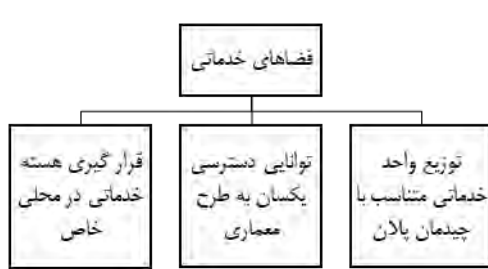 فضاهای خدماتی
توزیع واحد
خدماتی متناسب با
چیدمان پلان
توانایی دسترسی
یکسان به طرح
معماری
قرار گیری هسته
خدماتی در محلی
خاص